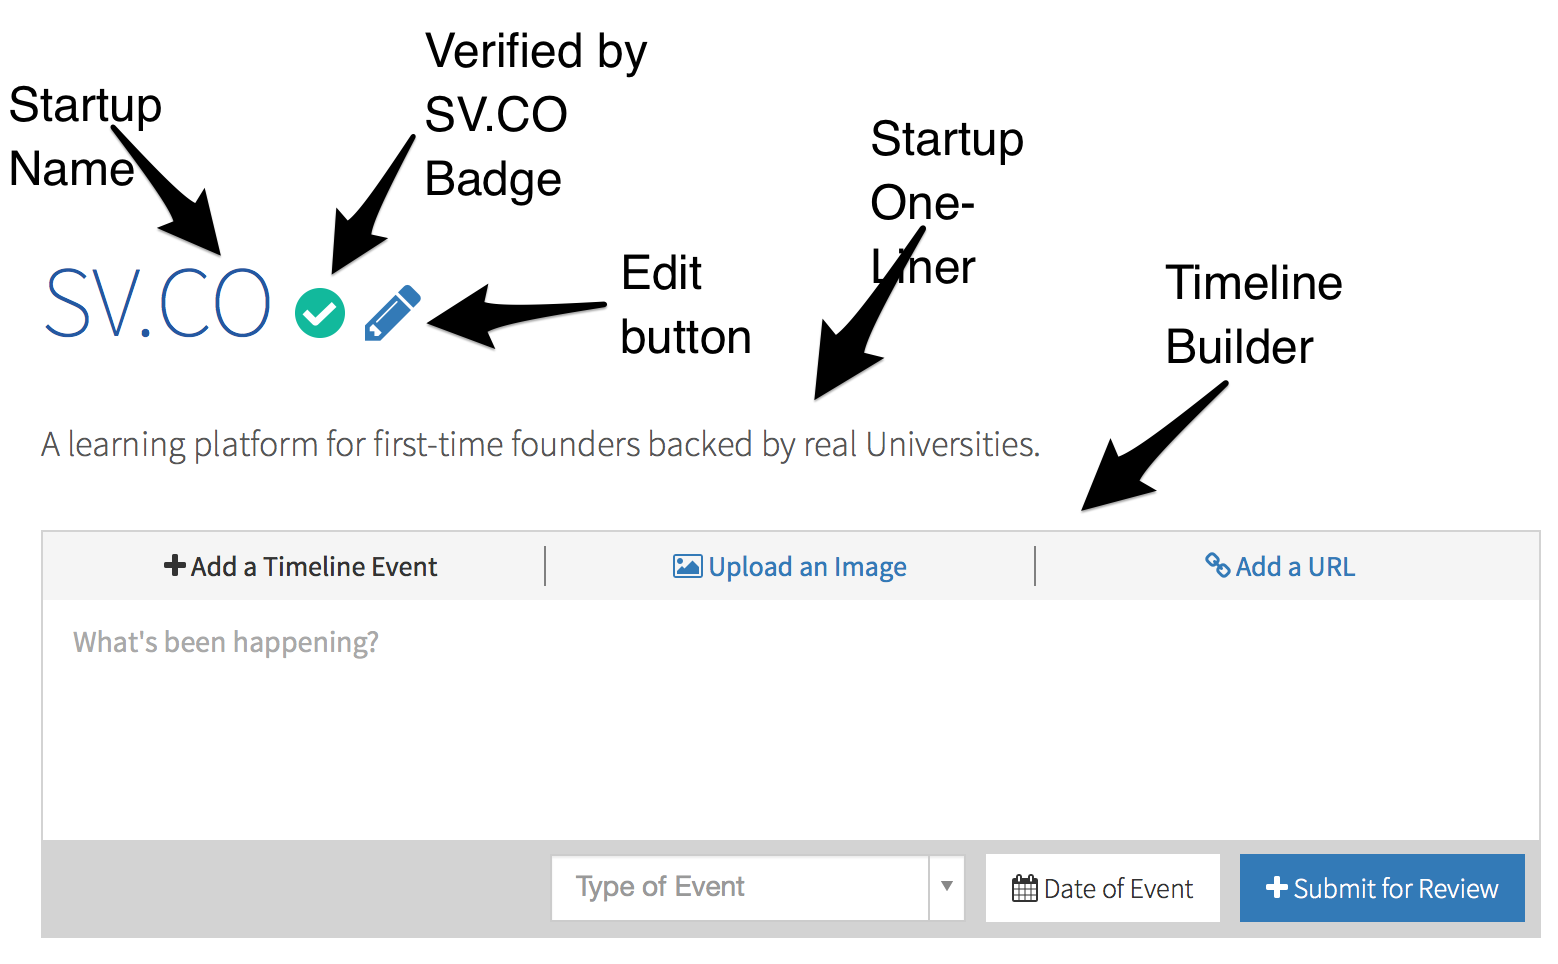 Startup
Name
Verified by
SV.CO
Badge
Startup
One-
Liner
Edit
button
Timeline
Builder
SV.CO
A learning platform for first-time founders backed by real Universities.
Add a Timeline Event
Upload an Image
Add a URL
What's been happening?
Type of Event
Date of Event
Submit for Review